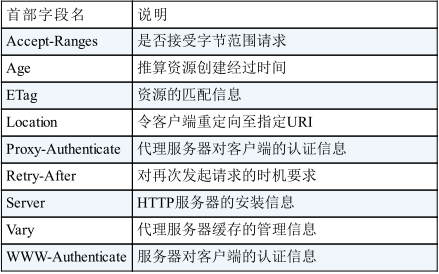 首部字段名 说明
Accept-Ranges 是否接受字节范围请求
Age 推算资源创建经过时间
ETag 资源的匹配信息
Location 令客户端重定向至指定URI
Proxy-Authenticate 代理服务器对客户端的认证信息
Retry-After 对再次发起请求的时机要求
Server HTTP服务器的安装信息
Vary 代理服务器缓存的管理信息
WWW-Authenticate 服务器对客户端的认证信息